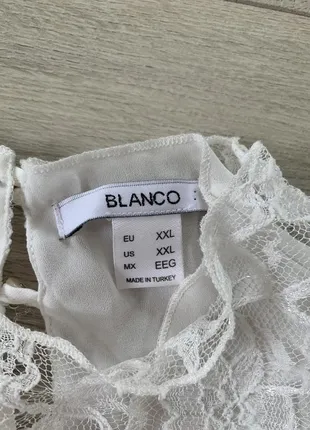 BLANCO
EU XXL
US XXL
MX EEG
MADE IN TURKEY